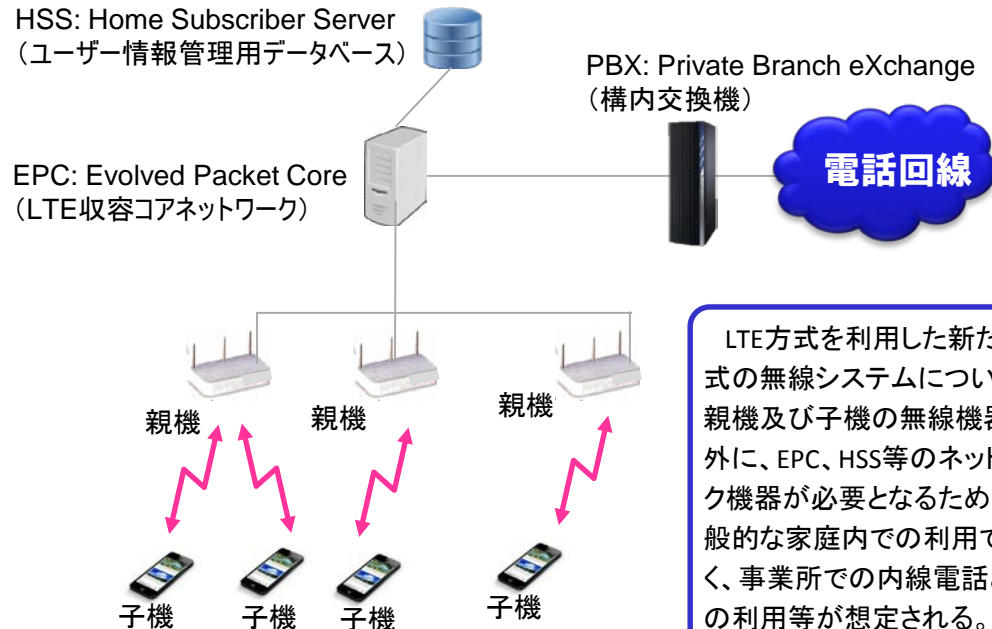 HSS: Home Subscriber Server
（ユーザー情報管理用データベース）
PBX: Private Branch eXchange
（構内交換機）
電話回線
EPC: Evolved Packet Core
（LTE収容コアネットワーク）
親機
親機
親機
子機
子機
子機
子機
LTE方式を利用した新た
式の無線システムについ
親機及び子機の無線機器
外に、EPC、HSS等のネット
ク機器が必要となるため
般的な家庭内での利用で
く、事業所での内線電話
の利用等が想定される。